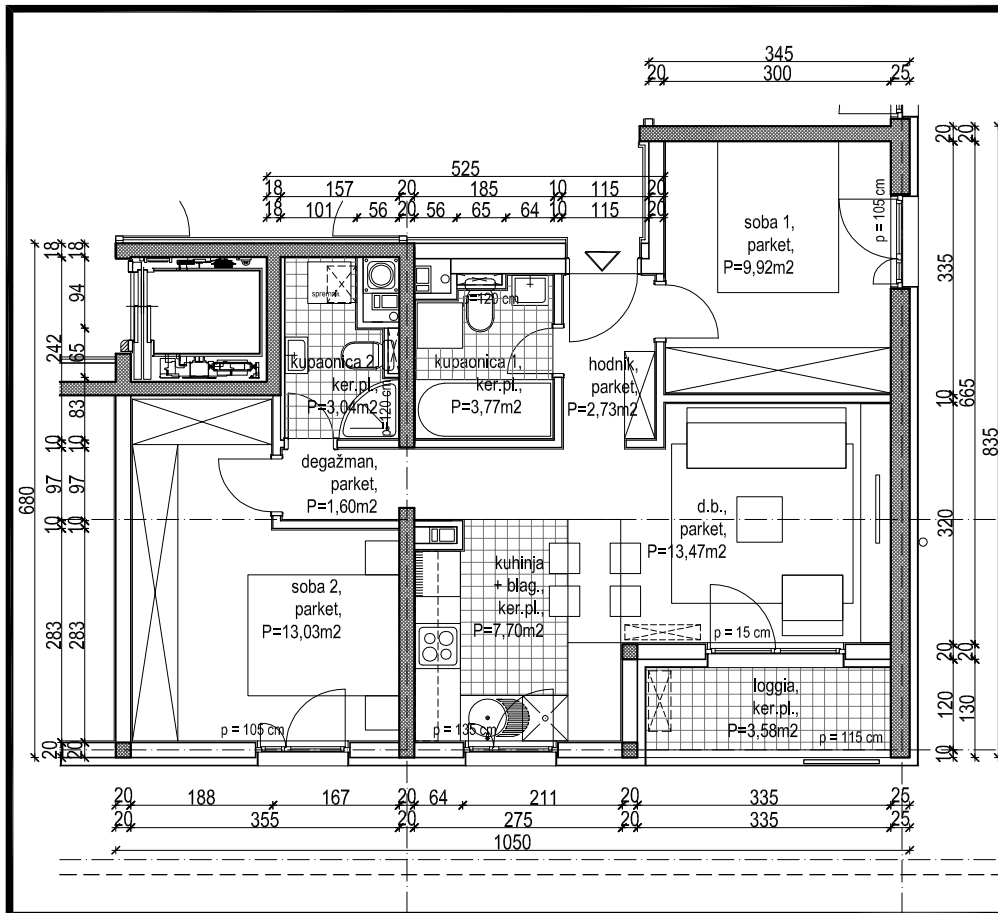 345
20 300 25
525
18 157 20 185 10 115 20
18 101 56 20 56 65 64 10 115 20
soba 1,
parket,
P=9,92m2
p = 105 cm
spremnik
p=120 cm
kupaonica 2,
ker.pl.,
P=3,04m2
p=120 cm
kupaonica 1,
ker.pl.,
P=3,77m2
hodnik,
parket,
P=2,73m2
degažman,
parket,
P=1,60m2
d.b.,
parket,
P=13,47m2
kuhinja
+ blag.,
ker.pl.,
P=7,70m2
soba 2,
parket,
P=13,03m2
p = 15 cm
loggia,
ker.pl.,
P=3,58m2
p = 105 cm
p = 135 cm
p = 115 cm
680
18 242 83 10 97 10 283 20
18 94 65 83 10 97 10 283 20
20 335 10 320 20 120 10
20 665 20 130
835
20 188 167 20 64 211 20 335 25
20 355 20 275 20 335 25
1050